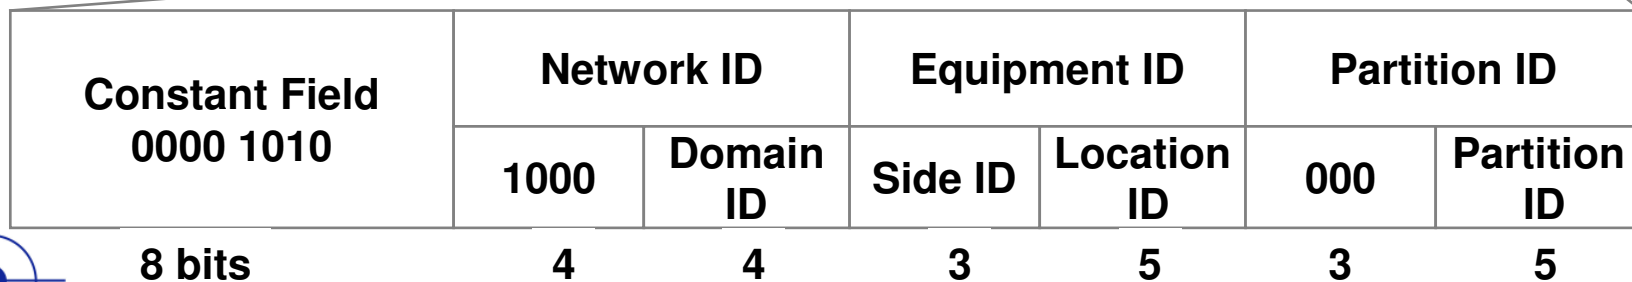 Constant Field
0000 1010
Network ID
Equipment ID
Partition ID
1000
Domain
ID
Side ID
Location
ID
000
Partition
ID
8 bits
4
4
3
5
3
5